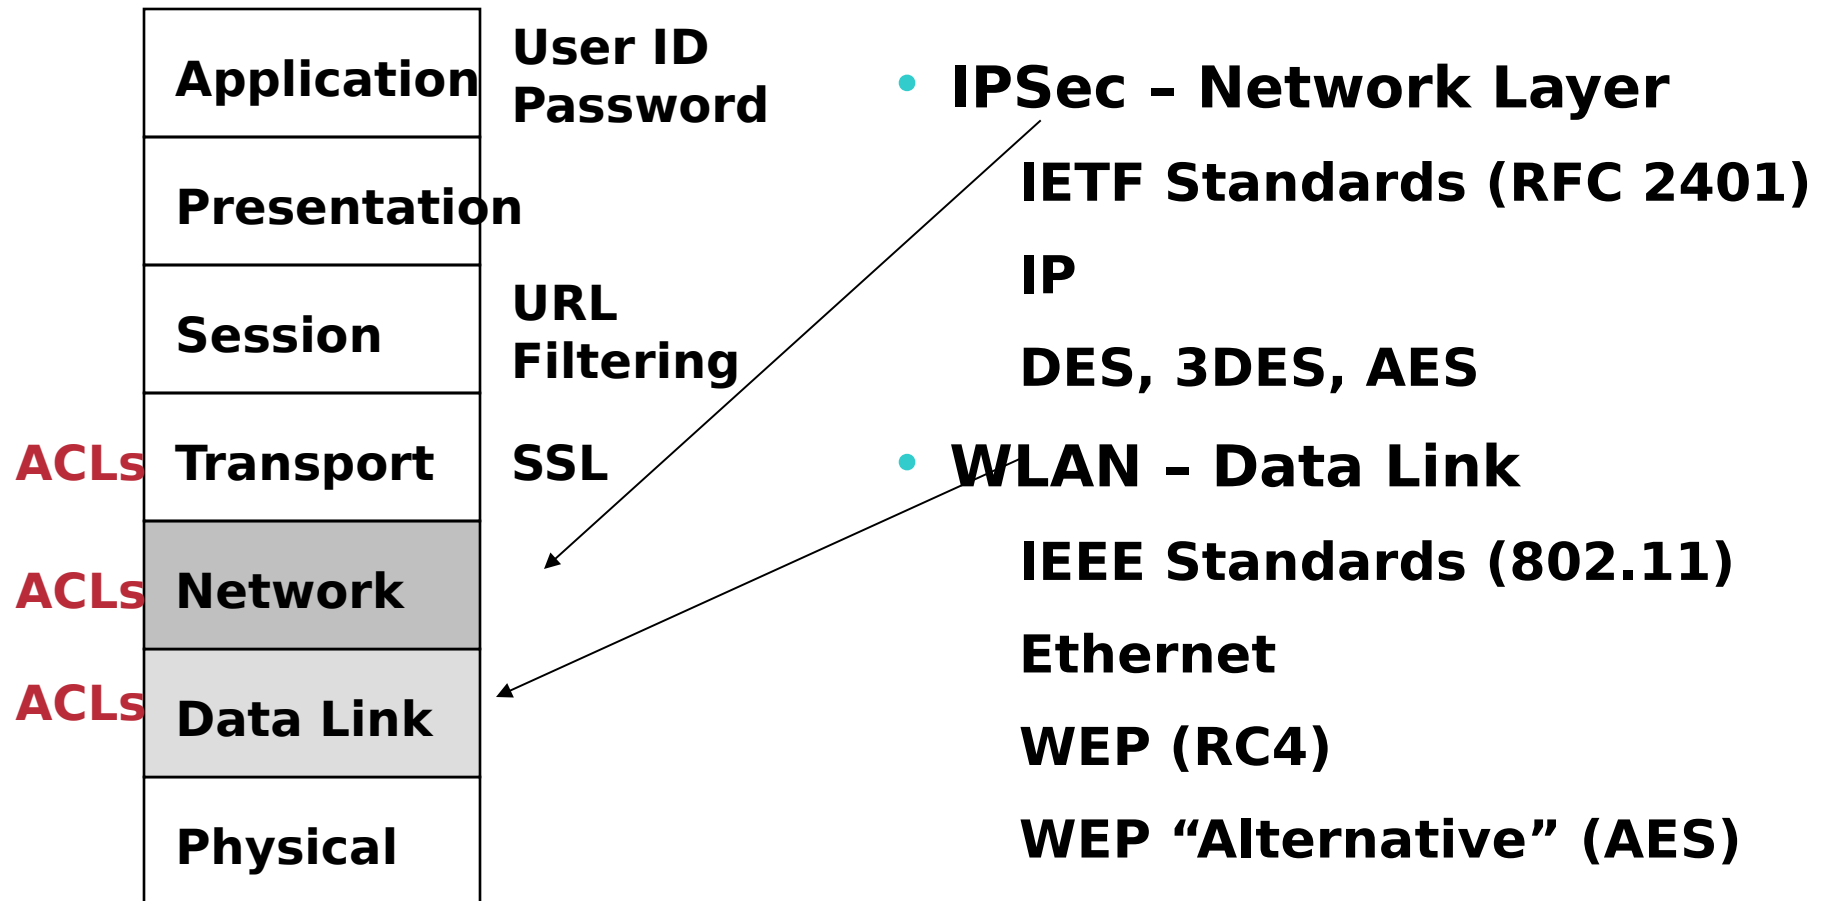 Application
User ID
Password
Presentation
Session
URL
Filtering
ACLs
Transport
SSL
ACLs
Network
ACLs
Data Link
Physical
• IPSec – Network Layer
IETF Standards (RFC 2401)
IP
DES, 3DES, AES
• WLAN – Data Link
IEEE Standards (802.11)
Ethernet
WEP (RC4)
WEP “Alternative” (AES)